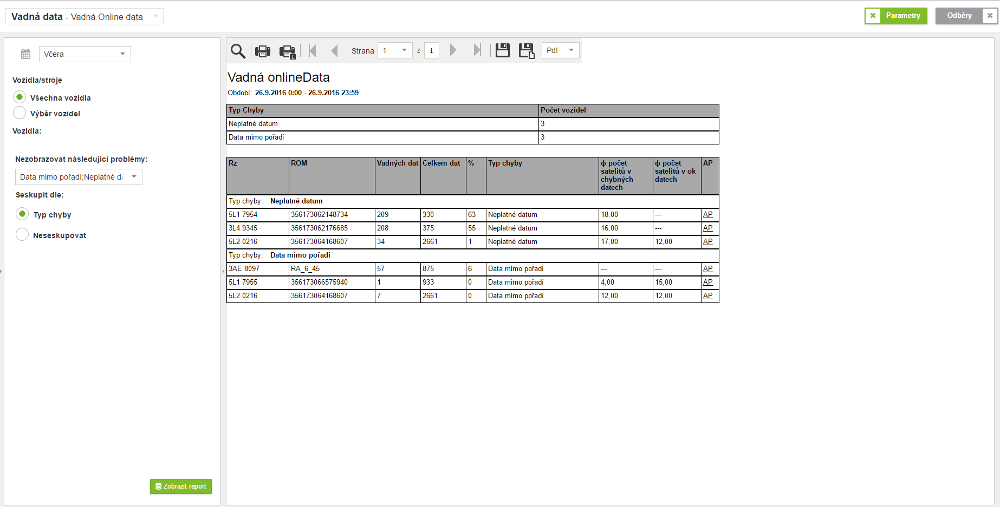 Vadná data - Vadná Online data
Parametry
Odběry
Včera
Vozidla/stroje
Všechna vozidla
Výběr vozidel
Vozidla:
Nezobrazovat následující problémy:
Data mimo pořadí;Neplatné da
Seskupit dle:
Typ chyby
Neseskupovat
Zobrazit report
Strana 1 z 1 Pdf
Vadná onlineData
Období: 26.9.2016 0:00 - 26.9.2016 23:59
Typ Chyby Počet vozidel
Neplatné datum 3
Data mimo pořadí 3
Rz ROM Vadných dat Celkem dat % Typ chyby ϕ počet satelitů v chybných datech ϕ počet satelitů v ok datech AP
Typ chyby: Neplatné datum
5L1 7954 356173062148734 209 330 63 Neplatné datum 18,00 --- AP
3L4 9345 356173062176685 208 375 55 Neplatné datum 16,00 --- AP
5L2 0216 356173064168607 34 2661 1 Neplatné datum 17,00 12,00 AP
Typ chyby: Data mimo pořadí
3AE 8097 RA_6_45 57 875 6 Data mimo pořadí --- --- AP
5L1 7955 356173066575940 1 933 0 Data mimo pořadí 4,00 15,00 AP
5L2 0216 356173064168607 7 2661 0 Data mimo pořadí 12,00 12,00 AP